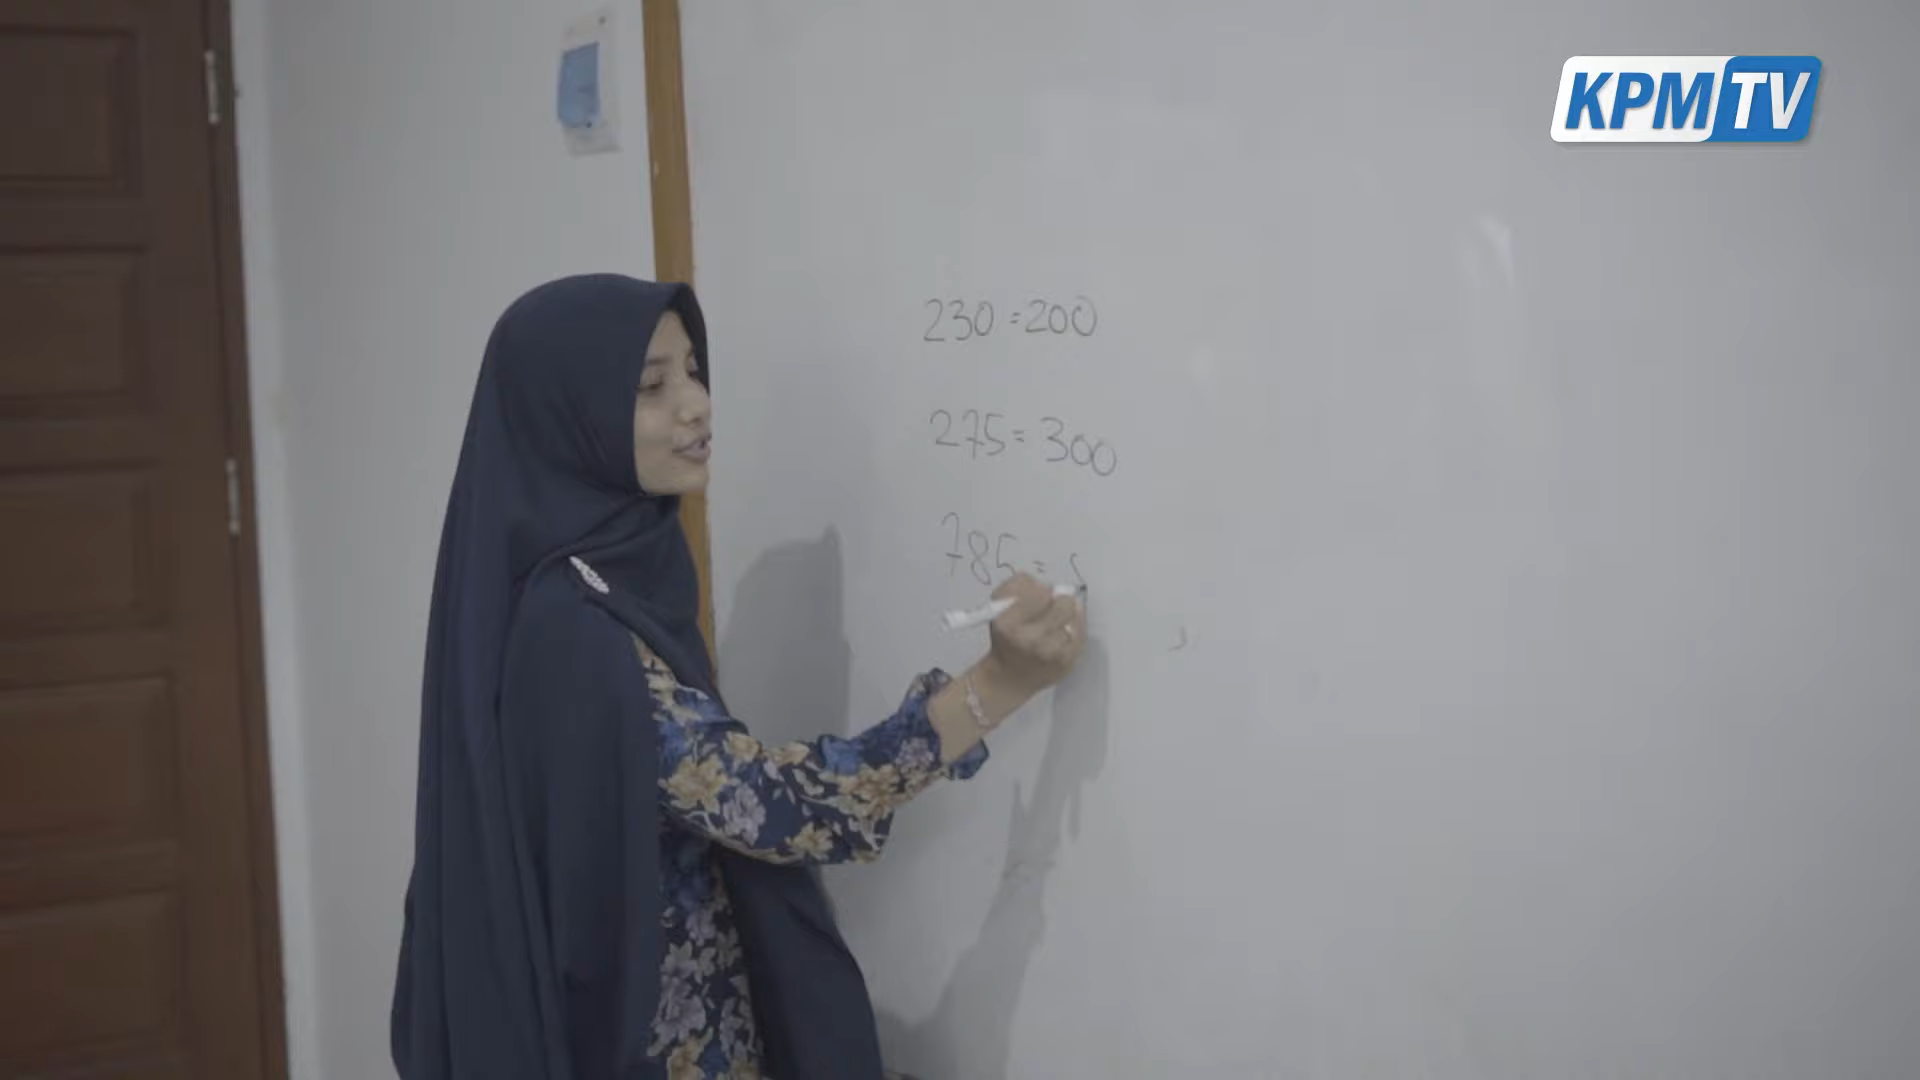 KPMTV
230 = 200
275 = 300
785 =